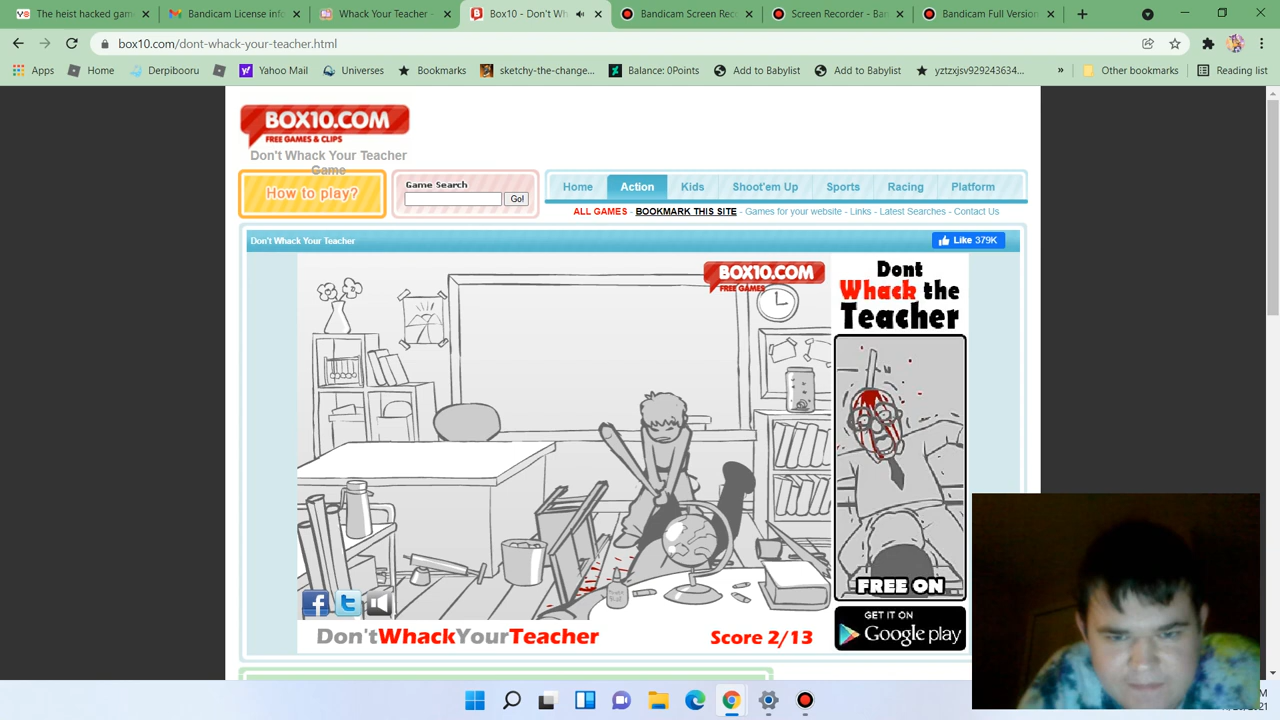 The heist hacked gam
Bandicam License info
Whack Your Teacher -
Box10 - Don't Wh
Bandicam Screen Rec
Screen Recorder - Ban
Bandicam Full Version
box10.com/dont-whack-your-teacher.html
Apps
Home
Derpibooru
Yahoo Mail
Universes
Bookmarks
sketchy-the-change...
Balance: 0Points
Add to Babylist
Add to Babylist
yztzxjsv929243634...
»
Other bookmarks
Reading list
BOX10.COM
FREE GAMES & CLIPS
Don't Whack Your Teacher
Game
How to play?
Game Search
Go!
Home
Action
Kids
Shoot'em Up
Sports
Racing
Platform
ALL GAMES - BOOKMARK THIS SITE - Games for your website - Links - Latest Searches - Contact Us
Don't Whack Your Teacher
Like 379K
BOX10.COM
FREE GAMES
Dont
Whack the
Teacher
FREE ON
GET IT ON
Google play
Don'tWhackYourTeacher
Score 2/13